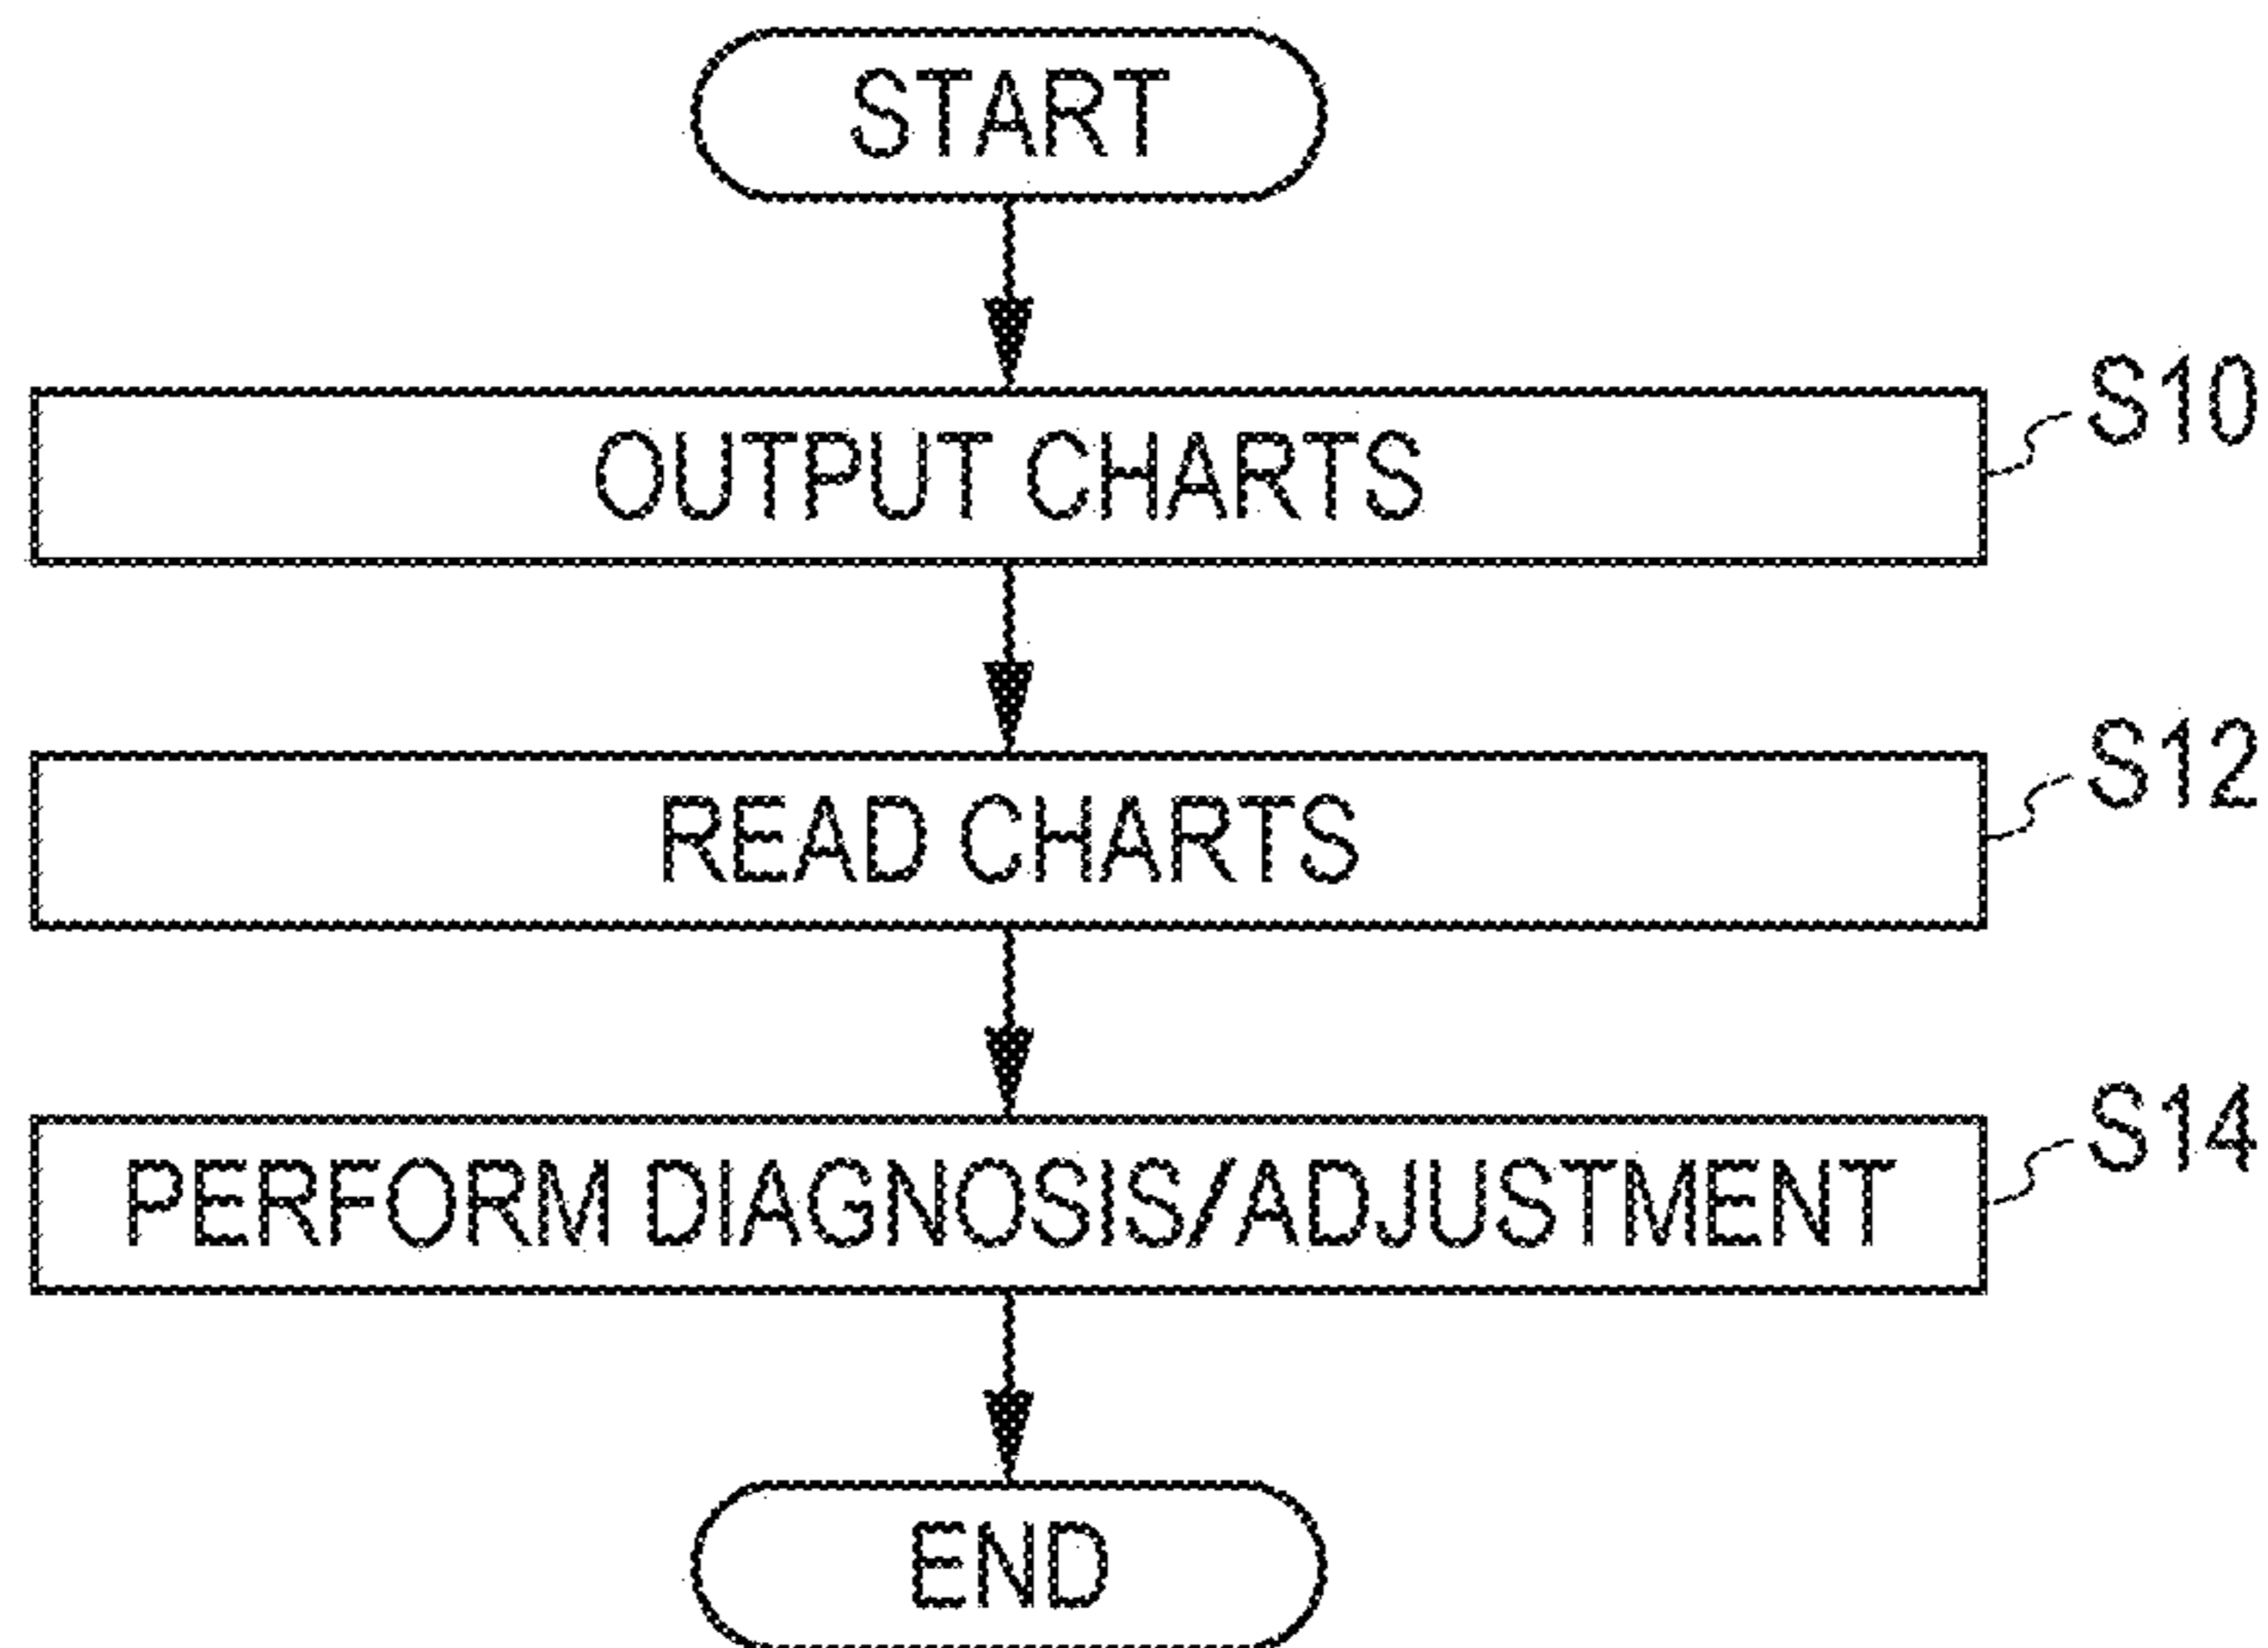 START
OUTPUT CHARTS
S10
READ CHARTS
S12
PERFORM DIAGNOSIS/ADJUSTMENT
S14
END